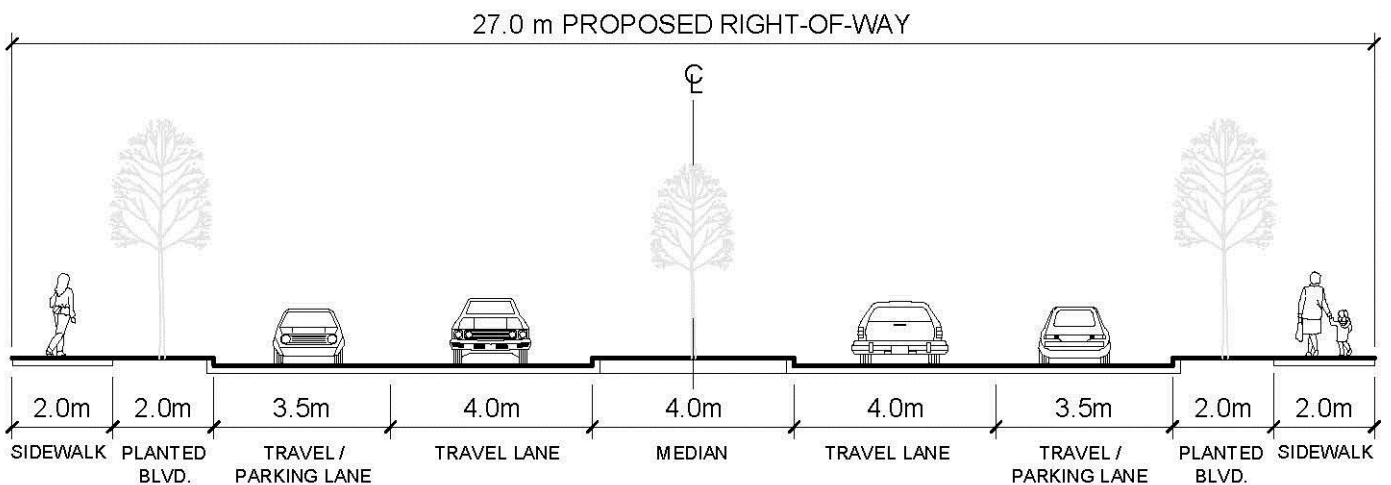 27.0 m PROPOSED RIGHT-OF-WAY
CL
2.0m 2.0m 3.5m 4.0m 4.0m 4.0m 3.5m 2.0m 2.0m
SIDEWALK PLANTED TRAVEL / TRAVEL LANE MEDIAN TRAVEL LANE TRAVEL / PLANTED SIDEWALK
BLVD. PARKING LANE PARKING LANE BLVD.